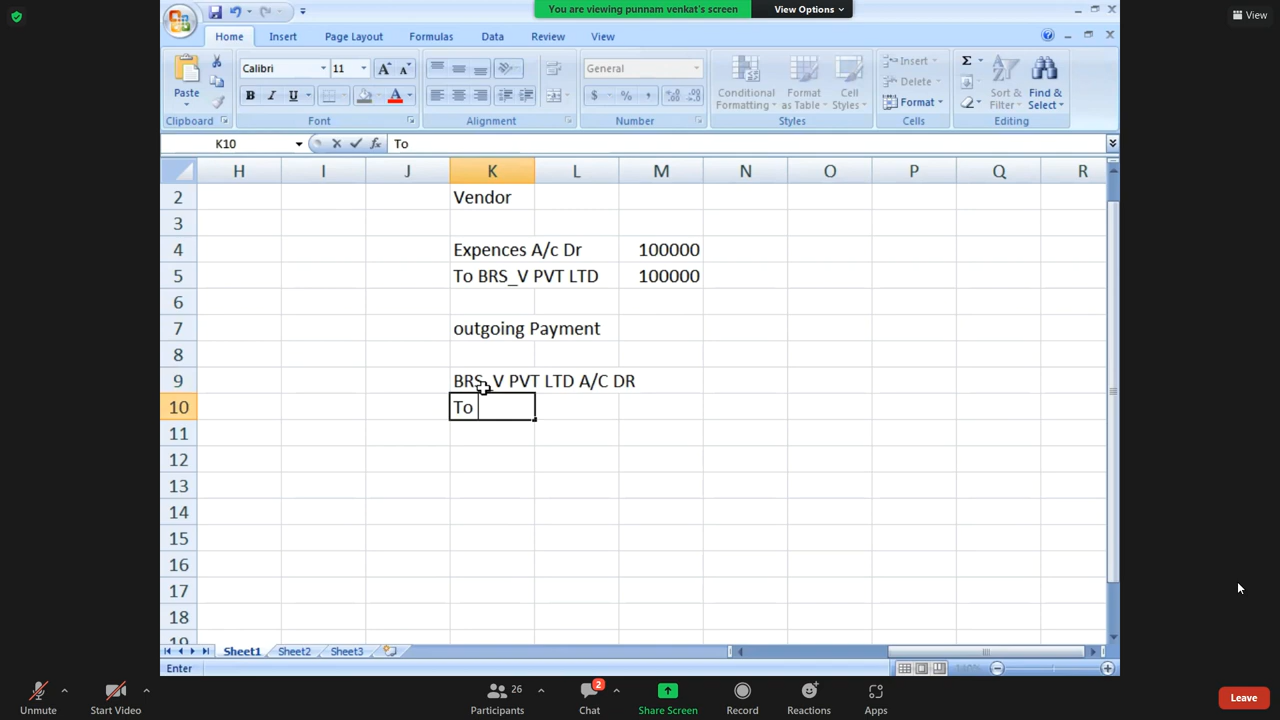 You are viewing punnam venkat's screen
View Options
View
Home Insert Page Layout Formulas Data Review View
Paste
Calibri 11
A A
B I U
General
$ % ,
Conditional Formatting
Format as Table
Cell Styles
Insert
Delete
Format
Σ
Sort & Filter
Find & Select
Clipboard Font Alignment Number Styles Cells Editing
K10 fx To
H I J K L M N O P Q R
2 Vendor
3
4 Expences A/c Dr 100000
5 To BRS_V PVT LTD 100000
6
7 outgoing Payment
8
9 BRS_V PVT LTD A/C DR
10 To
11
12
13
14
15
16
17
18
19
Sheet1 Sheet2 Sheet3
Enter 140%
Unmute Start Video Participants 26 Chat 2 Share Screen Record Reactions Apps Leave